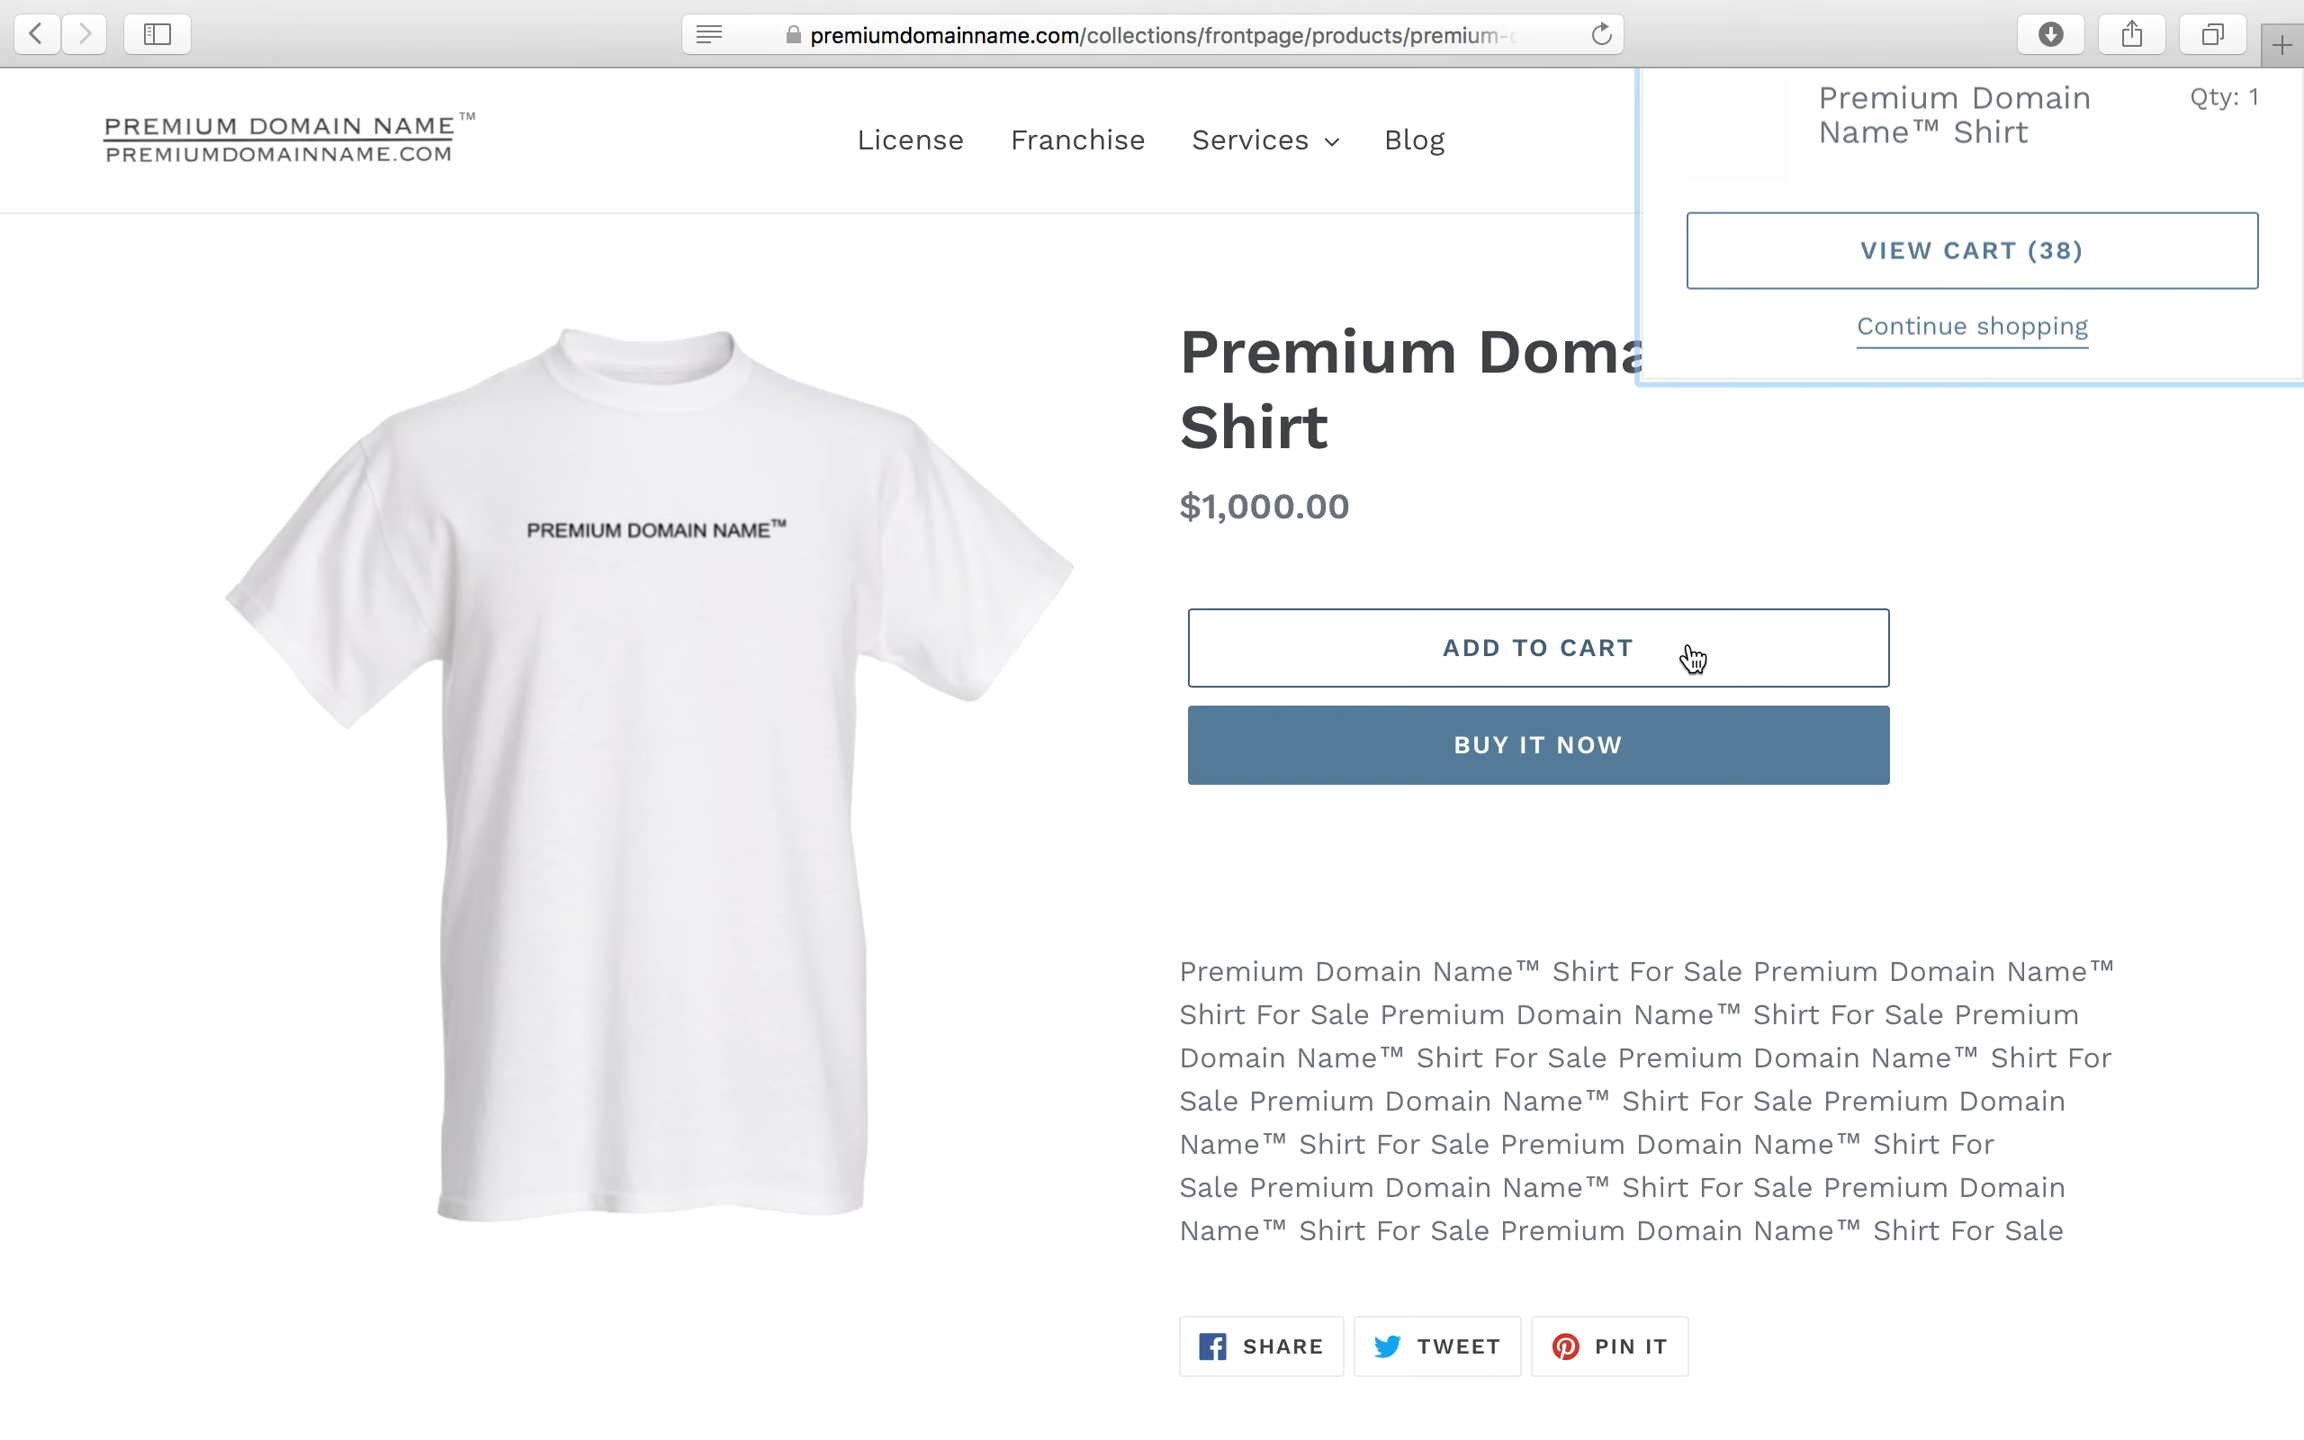 premiumdomainname.com/collections/frontpage/products/premium-
PREMIUM DOMAIN NAME™
PREMIUMDOMAINNAME.COM
License
Franchise
Services
Blog
Premium Domain
Name™ Shirt
Qty: 1
VIEW CART (38)
Continue shopping
PREMIUM DOMAIN NAME™
Premium Doma
Shirt
$1,000.00
ADD TO CART
BUY IT NOW
Premium Domain Name™ Shirt For Sale Premium Domain Name™
Shirt For Sale Premium Domain Name™ Shirt For Sale Premium
Domain Name™ Shirt For Sale Premium Domain Name™ Shirt For
Sale Premium Domain Name™ Shirt For Sale Premium Domain
Name™ Shirt For Sale Premium Domain Name™ Shirt For
Sale Premium Domain Name™ Shirt For Sale Premium Domain
Name™ Shirt For Sale Premium Domain Name™ Shirt For Sale
SHARE
TWEET
PIN IT